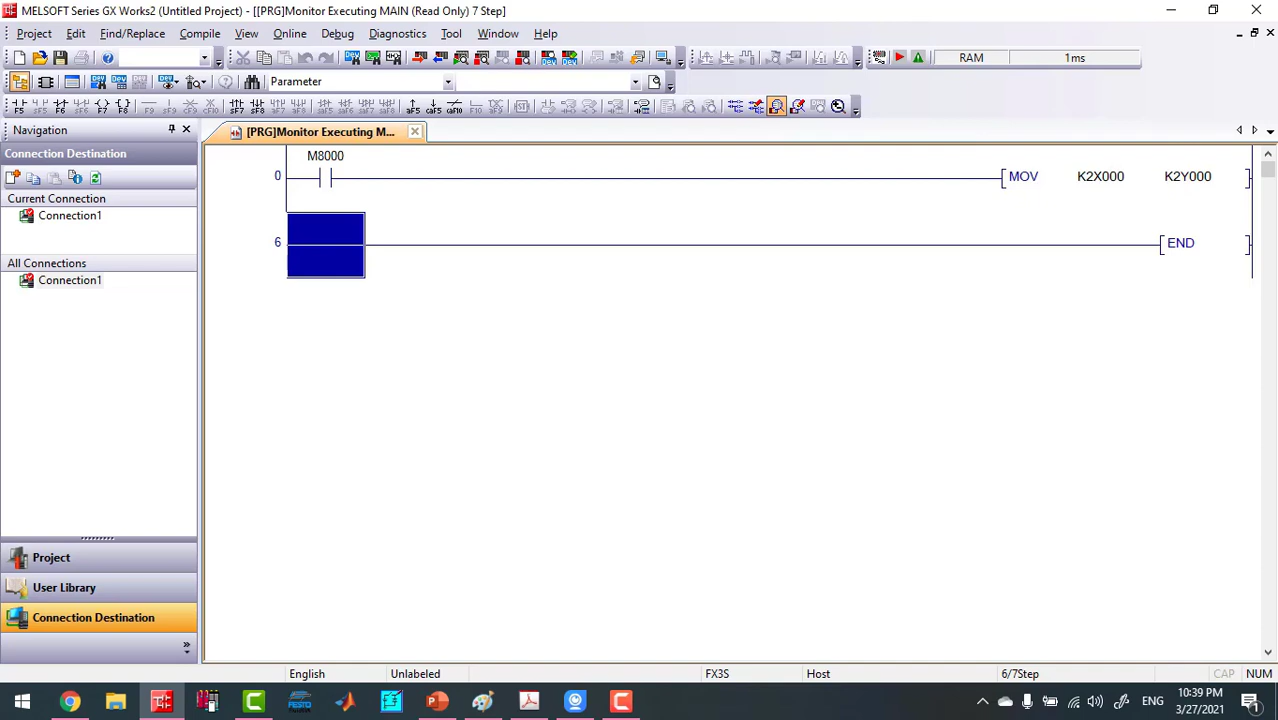 MELSOFT Series GX Works2 (Untitled Project) - [[PRG]Monitor Executing MAIN (Read Only) 7 Step]
Project Edit Find/Replace Compile View Online Debug Diagnostics Tool Window Help
RAM 1ms
Parameter
Navigation
[PRG]Monitor Executing M...
Connection Destination
Current Connection
Connection1
All Connections
Connection1
M8000
0 MOV K2X000 K2Y000
6 END
Project
User Library
Connection Destination
English Unlabeled FX3S Host 6/7Step CAP NUM
ENG
10:39 PM
3/27/2021